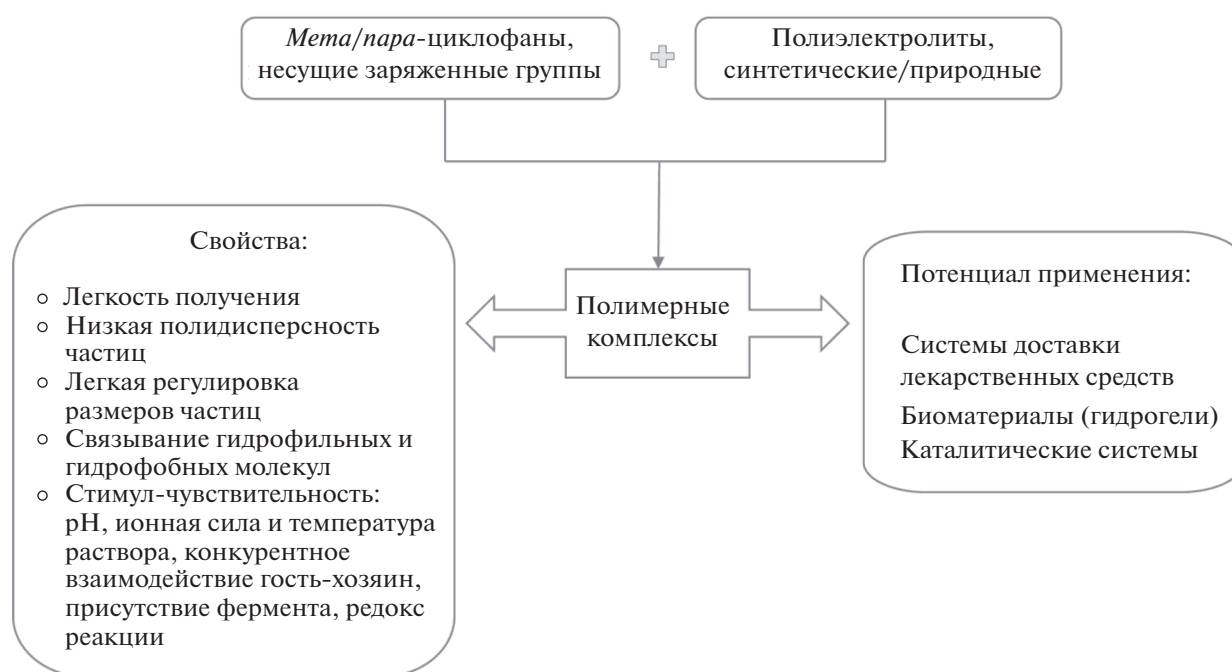 Мета/пара-циклофаны,
несущие заряженные группы
Полиэлектролиты,
синтетические/природные
Свойства:
Легкость получения
Низкая полидисперсность
частиц
Легкая регулировка
размеров частиц
Связывание гидрофильных и
гидрофобных молекул
Стимул-чувствительность:
pH, ионная сила и температура
раствора, конкурентное
взаимодействие гость-хозяин,
присутствие фермента, редокс
реакции
Полимерные
комплексы
Потенциал применения:
Системы доставки
лекарственных средств
Биоматериалы (гидрогели)
Каталитические системы